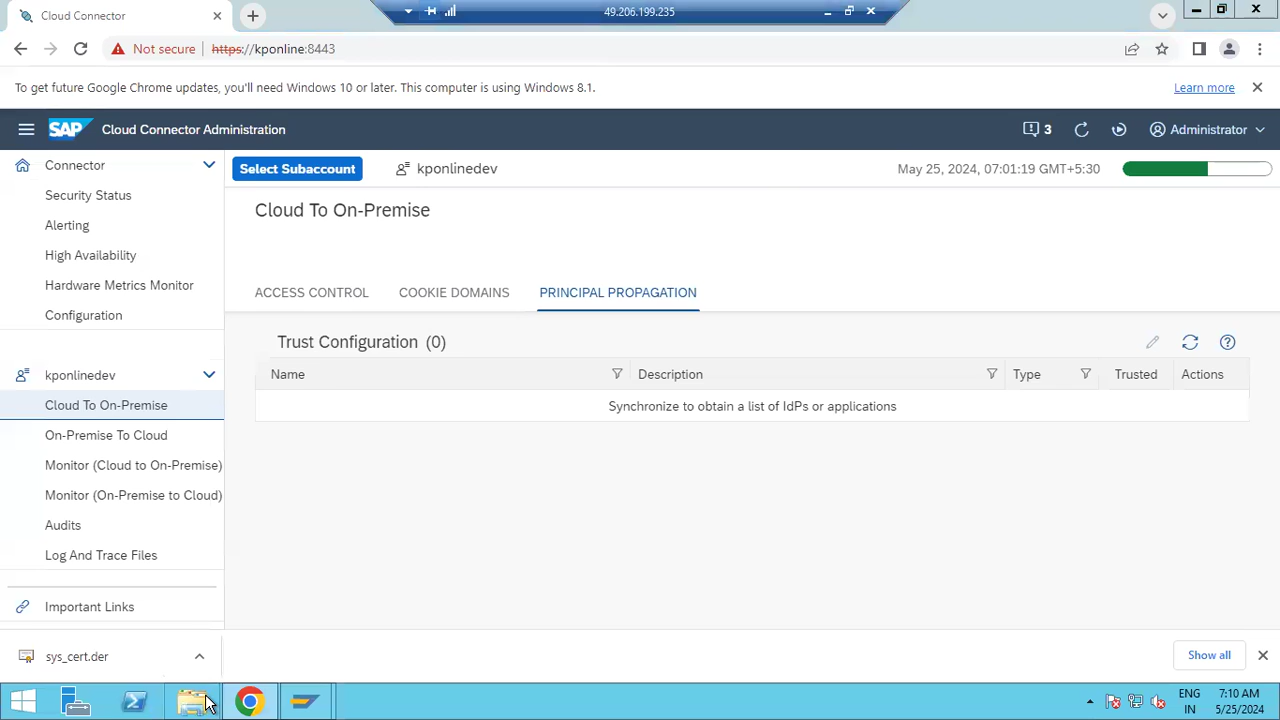 Cloud Connector
49.206.199.235
Not secure https://kponline:8443
To get future Google Chrome updates, you'll need Windows 10 or later. This computer is using Windows 8.1.
Learn more
SAP Cloud Connector Administration
3
Administrator
Connector
Select Subaccount
kponlinedev
May 25, 2024, 07:01:19 GMT+5:30
Security Status
Alerting
High Availability
Hardware Metrics Monitor
Configuration
kponlinedev
Cloud To On-Premise
On-Premise To Cloud
Monitor (Cloud to On-Premise)
Monitor (On-Premise to Cloud)
Audits
Log And Trace Files
Important Links
Cloud To On-Premise
ACCESS CONTROL COOKIE DOMAINS PRINCIPAL PROPAGATION
Trust Configuration (0)
Name Description Type Trusted Actions
Synchronize to obtain a list of IdPs or applications
sys_cert.der
Show all
ENG 7:10 AM
IN 5/25/2024